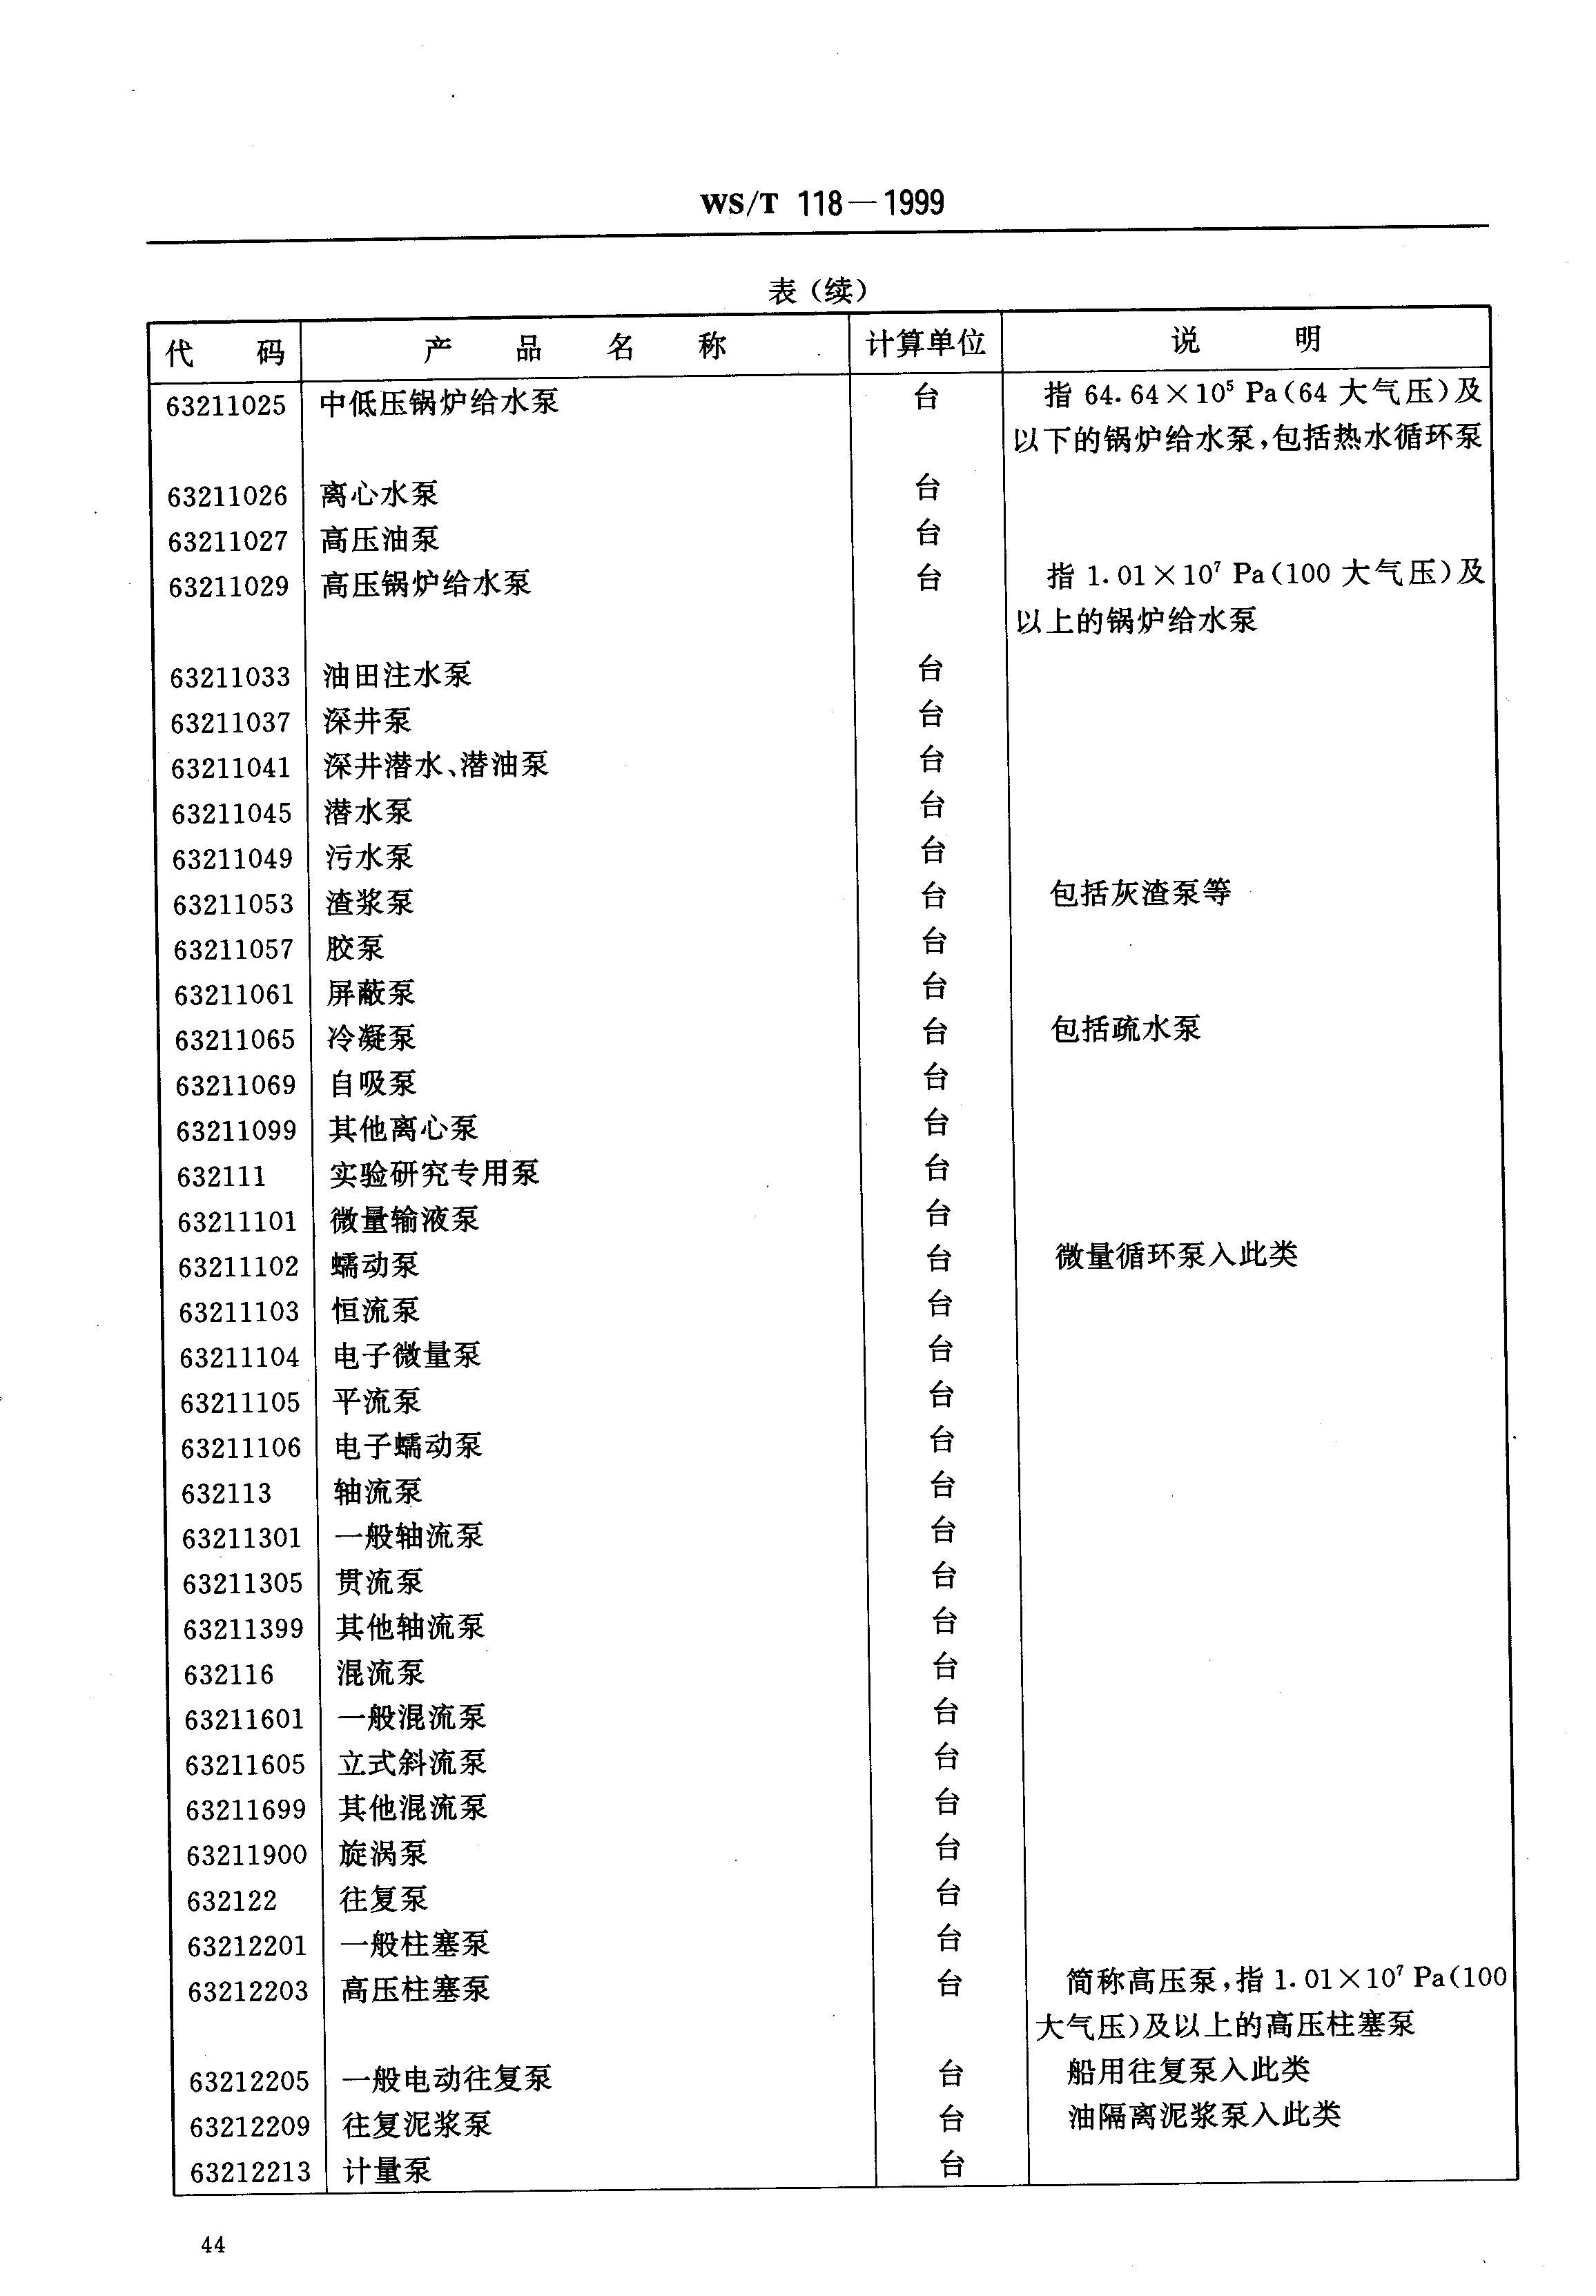 WS/T 118—1999
表（续）
代 码 产 品 名 称 计算单位 说 明
63211025 中低压锅炉给水泵 台 指 64.64×10⁵ Pa(64 大气压)及
以下的锅炉给水泵,包括热水循环泵
63211026 离心水泵 台
63211027 高压油泵 台
63211029 高压锅炉给水泵 台 指 1.01×10⁷ Pa(100 大气压)及
以上的锅炉给水泵
63211033 油田注水泵 台
63211037 深井泵 台
63211041 深井潜水、潜油泵 台
63211045 潜水泵 台
63211049 污水泵 台
63211053 渣浆泵 台 包括灰渣泵等
63211057 胶泵 台
63211061 屏蔽泵 台
63211065 冷凝泵 台 包括疏水泵
63211069 自吸泵 台
63211099 其他离心泵 台
632111 实验研究专用泵 台
63211101 微量输液泵 台
63211102 蠕动泵 台 微量循环泵入此类
63211103 恒流泵 台
63211104 电子微量泵 台
63211105 平流泵 台
63211106 电子蠕动泵 台
632113 轴流泵 台
63211301 一般轴流泵 台
63211305 贯流泵 台
63211399 其他轴流泵 台
632116 混流泵 台
63211601 一般混流泵 台
63211605 立式斜流泵 台
63211699 其他混流泵 台
63211900 旋涡泵 台
632122 往复泵 台
63212201 一般柱塞泵 台
63212203 高压柱塞泵 台 简称高压泵,指 1.01×10⁷ Pa(100
大气压)及以上的高压柱塞泵
63212205 一般电动往复泵 台 船用往复泵入此类
63212209 往复泥浆泵 台 油隔离泥浆泵入此类
63212213 计量泵 台
44